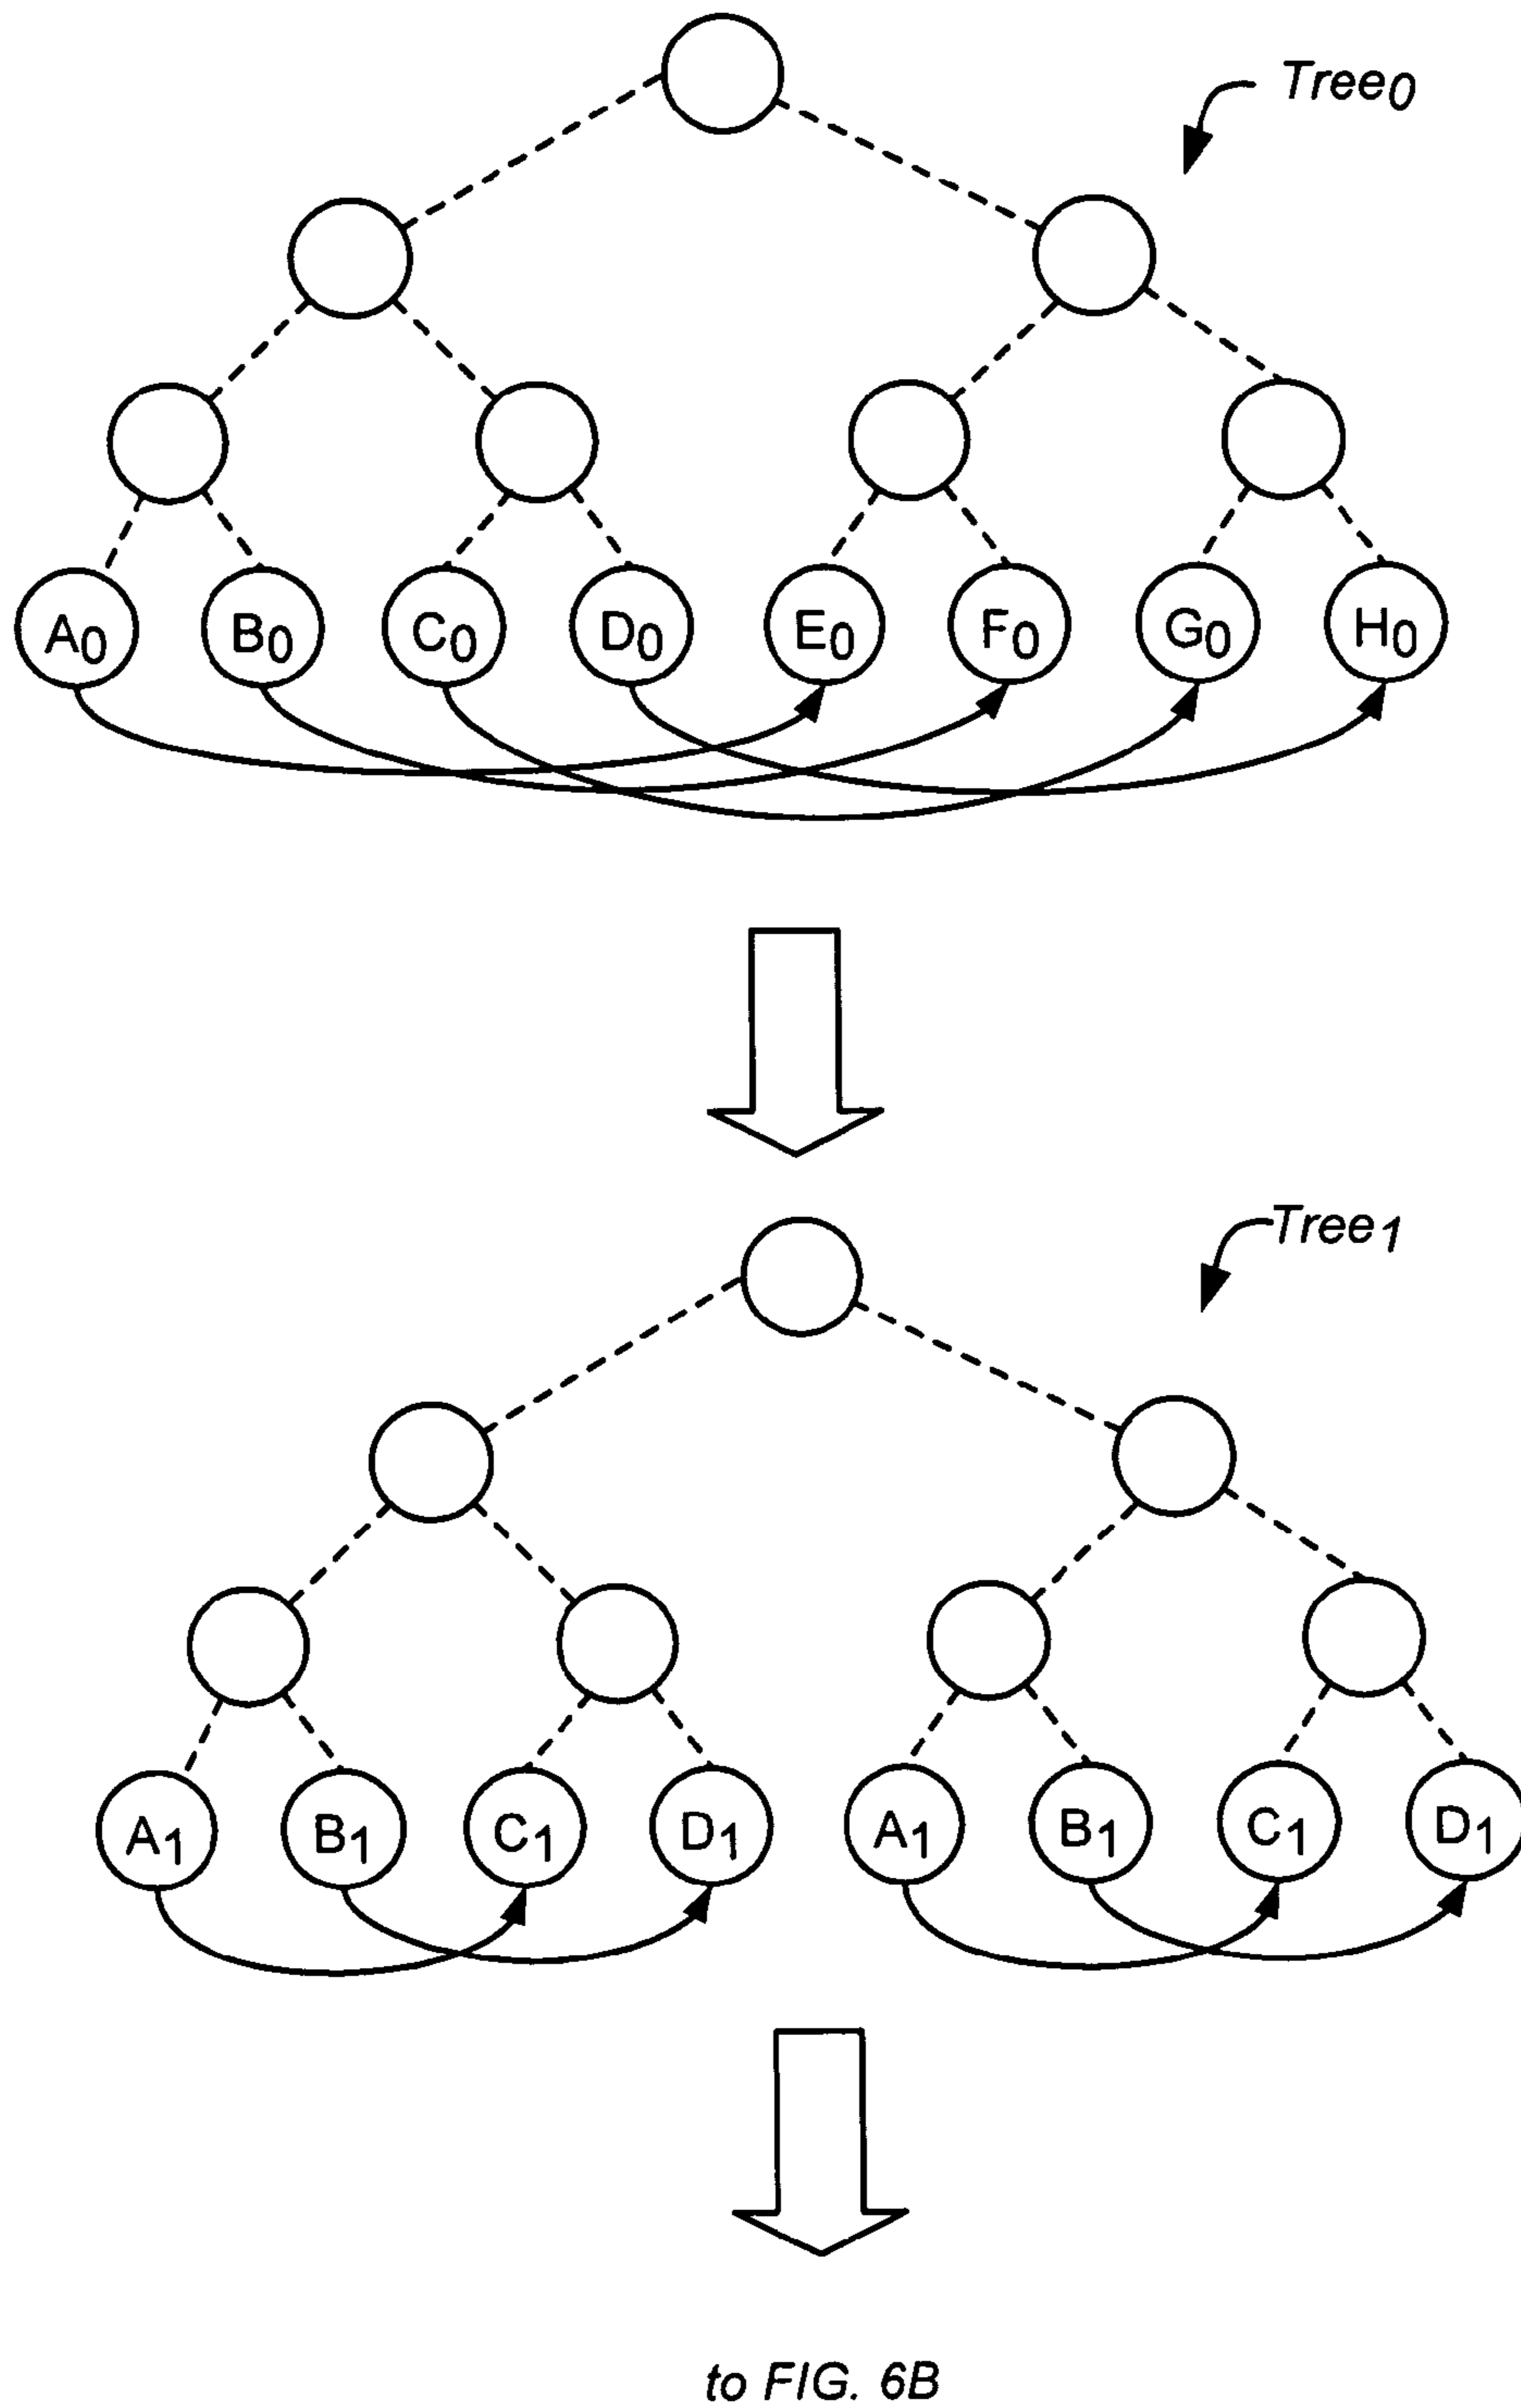 Tree0
A0 B0 C0 D0 E0 F0 G0 H0
Tree1
A1 B1 C1 D1 A1 B1 C1 D1
to FIG. 6B